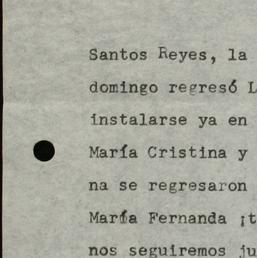 Santos Reyes, la
domingo regresó L
instalarse ya en
María Cristina y
na se regresaron
María Fernanda ¡t
nos seguiremos ju